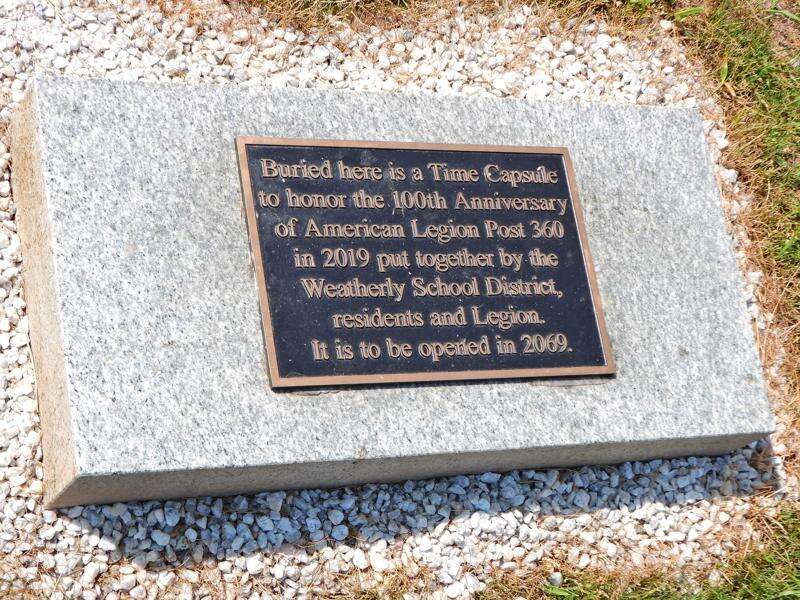 Buried here is a Time Capsule
to honor the 100th Anniversary
of American Legion Post 360
in 2019 put together by the
Weatherly School District,
residents and Legion.
It is to be opened in 2069.